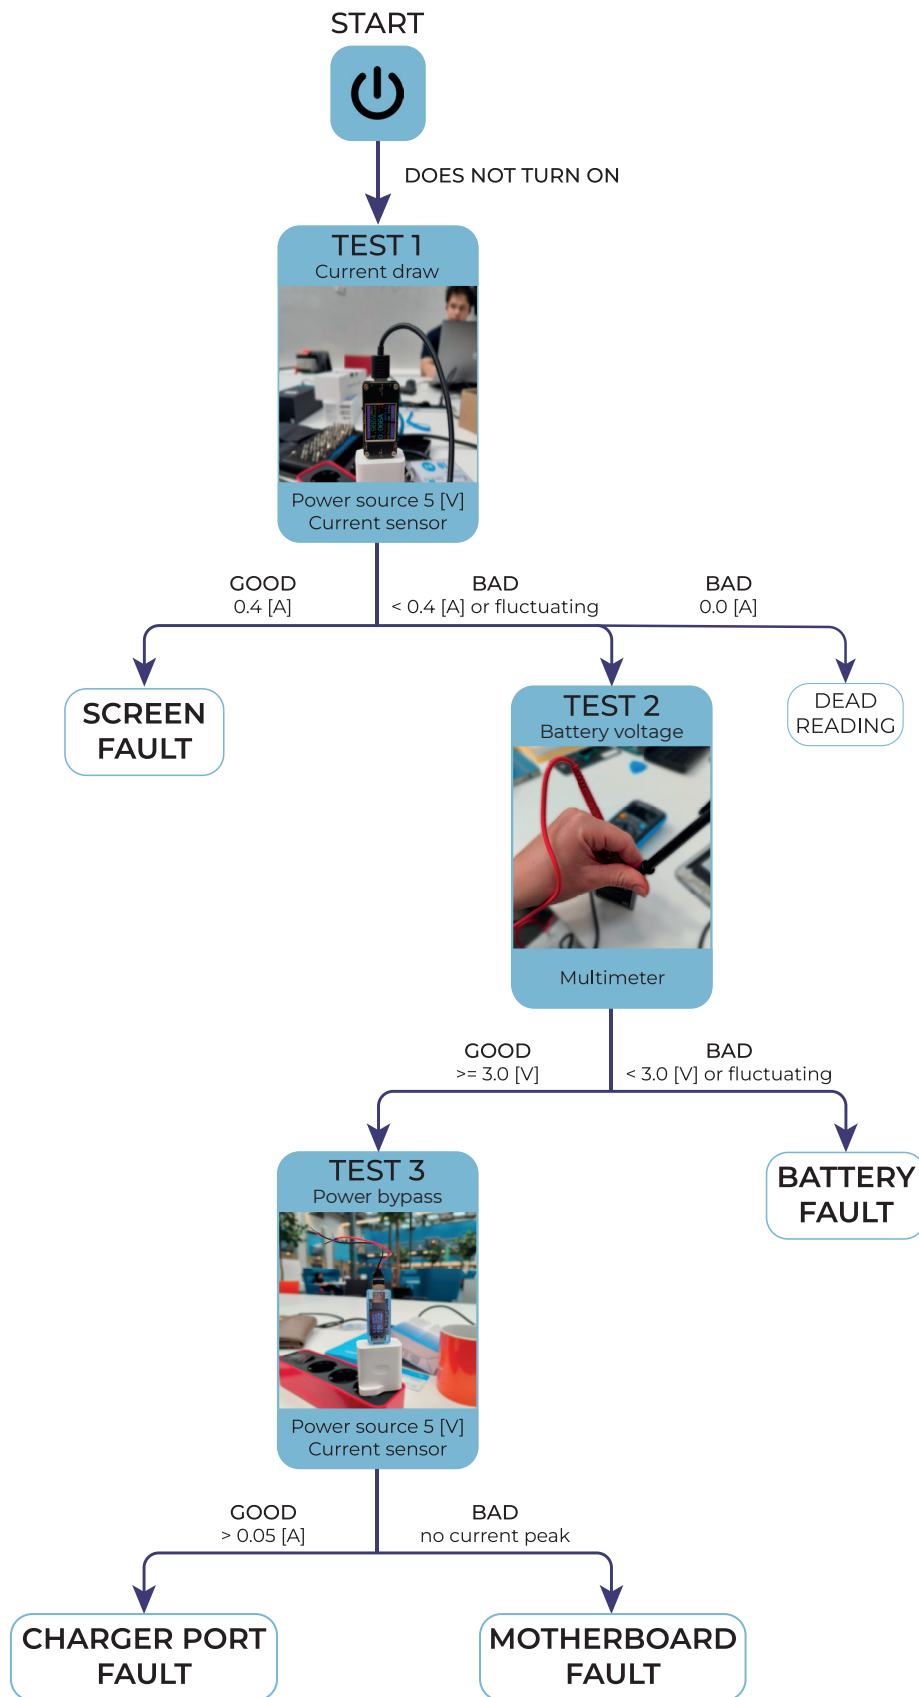 START
DOES NOT TURN ON
TEST 1
Current draw
Power source 5 [V]
Current sensor
GOOD
0.4 [A]
BAD
< 0.4 [A] or fluctuating
BAD
0.0 [A]
SCREEN
FAULT
TEST 2
Battery voltage
Multimeter
DEAD
READING
GOOD
>= 3.0 [V]
BAD
< 3.0 [V] or fluctuating
TEST 3
Power bypass
Power source 5 [V]
Current sensor
BATTERY
FAULT
GOOD
> 0.05 [A]
BAD
no current peak
CHARGER PORT
FAULT
MOTHERBOARD
FAULT